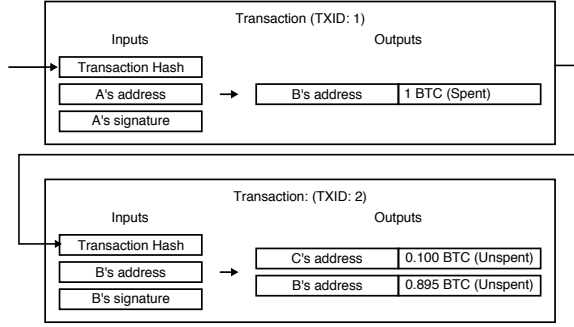 Transaction (TXID: 1)
Inputs Outputs
Transaction Hash
A's address B's address 1 BTC (Spent)
A's signature
Transaction: (TXID: 2)
Inputs Outputs
Transaction Hash
C's address 0.100 BTC (Unspent)
B's address B's address 0.895 BTC (Unspent)
B's signature